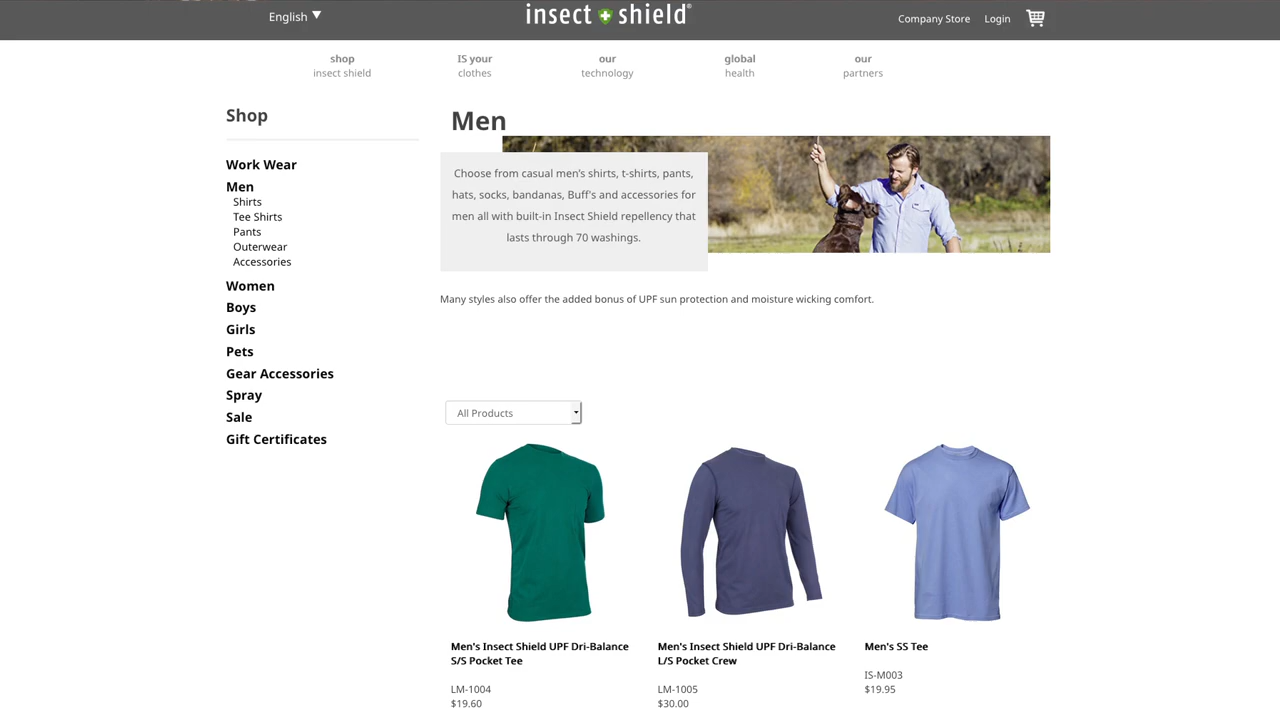 English ▼
insect shield®
Company Store
Login
shop
insect shield
IS your
clothes
our
technology
global
health
our
partners
Shop
Work Wear
Men
Shirts
Tee Shirts
Pants
Outerwear
Accessories
Women
Boys
Girls
Pets
Gear Accessories
Spray
Sale
Gift Certificates
Men
Choose from casual men's shirts, t-shirts, pants,
hats, socks, bandanas, Buff's and accessories for
men all with built-in Insect Shield repellency that
lasts through 70 washings.
Many styles also offer the added bonus of UPF sun protection and moisture wicking comfort.
All Products
Men's Insect Shield UPF Dri-Balance
S/S Pocket Tee
LM-1004
$19.60
Men's Insect Shield UPF Dri-Balance
L/S Pocket Crew
LM-1005
$30.00
Men's SS Tee
IS-M003
$19.95